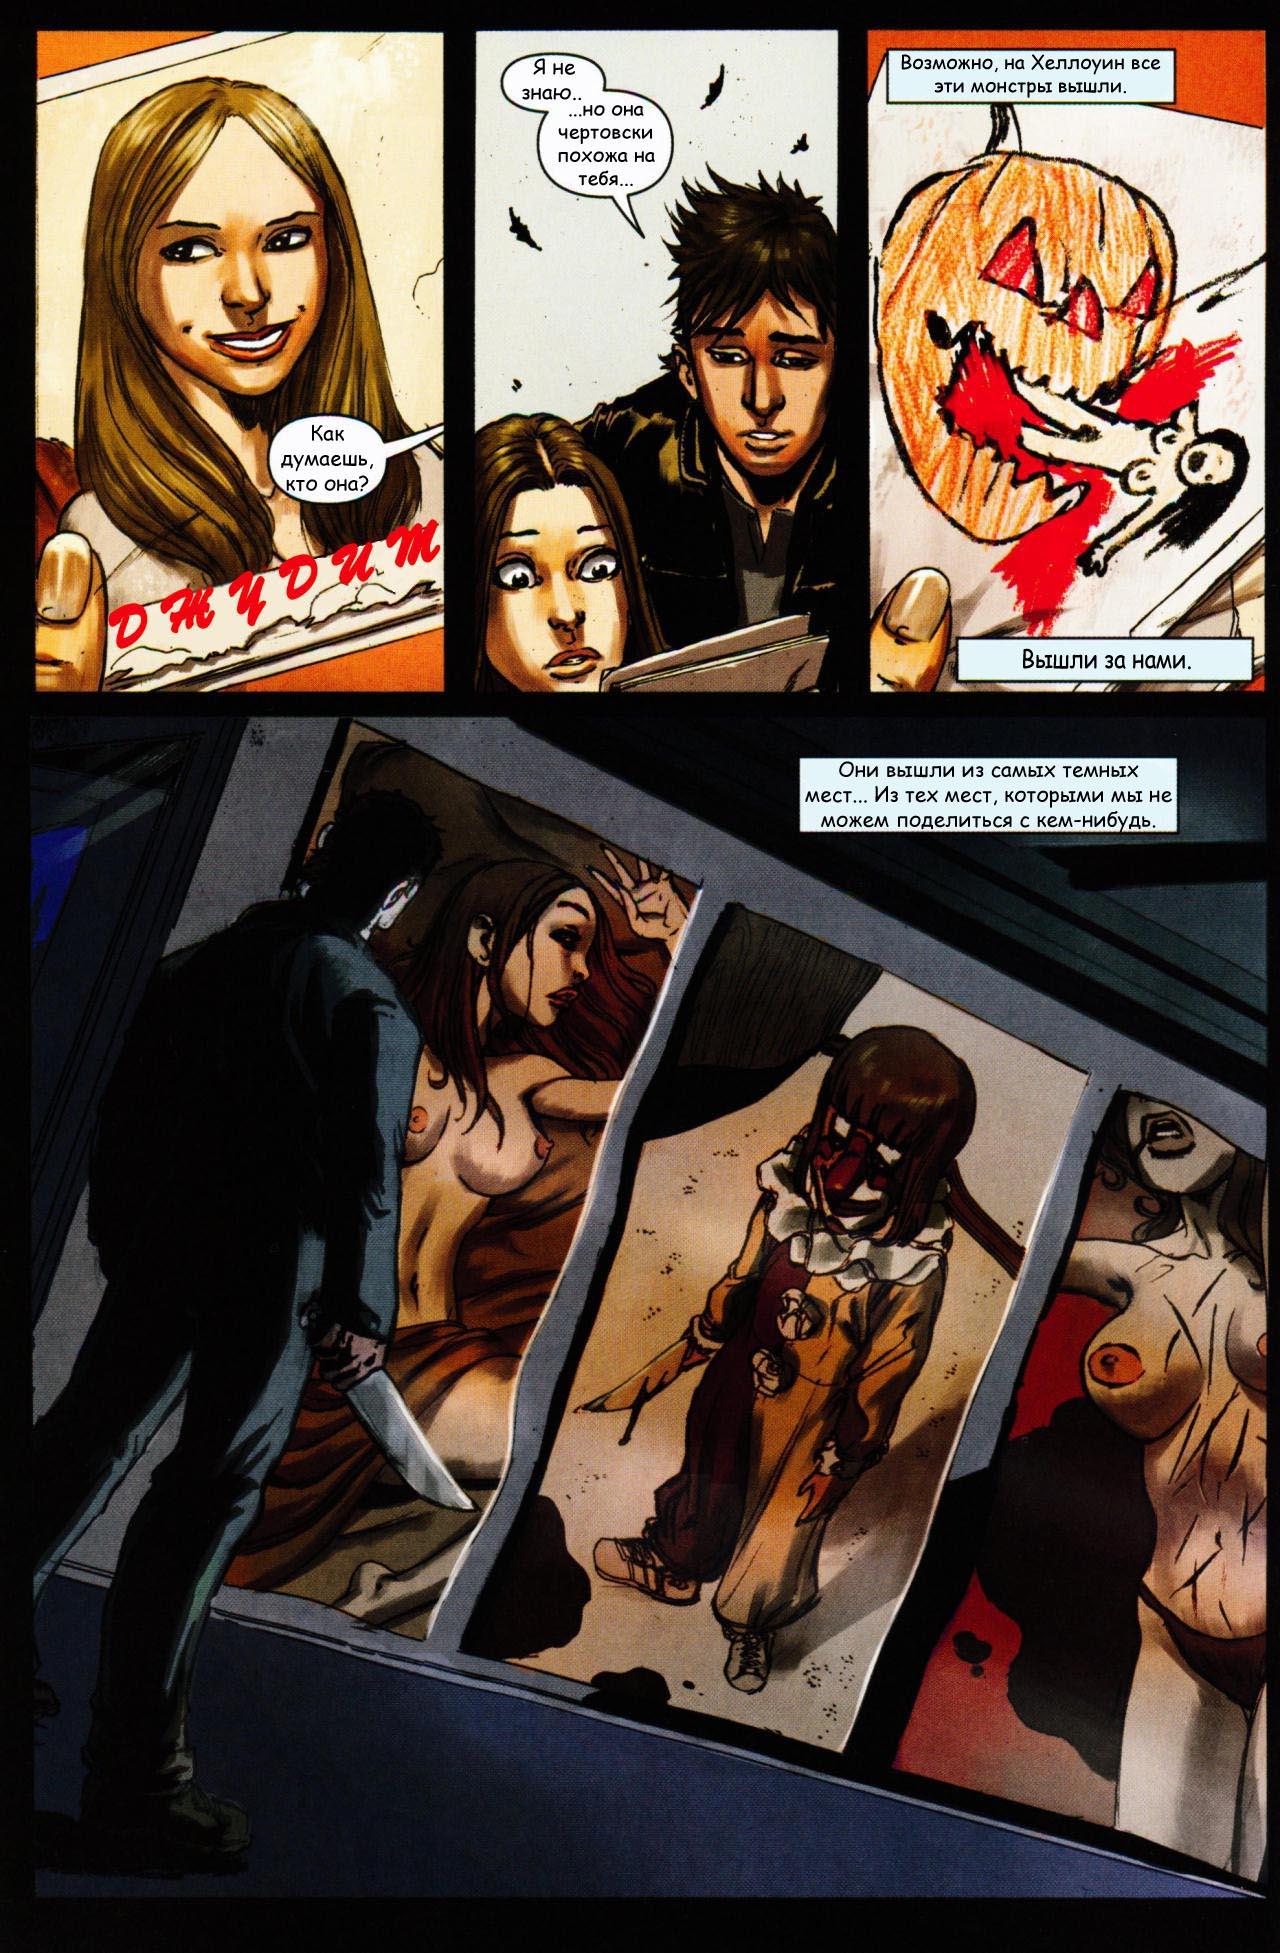 Как
думаешь,
кто она?
ДЖУДИТ
Я не
знаю..
...но она
чертовски
похожа на
тебя...
Возможно, на Хеллоуин все
эти монстры вышли.
Вышли за нами.
Они вышли из самых темных
мест... Из тех мест, которыми мы не
можем поделиться с кем-нибудь.